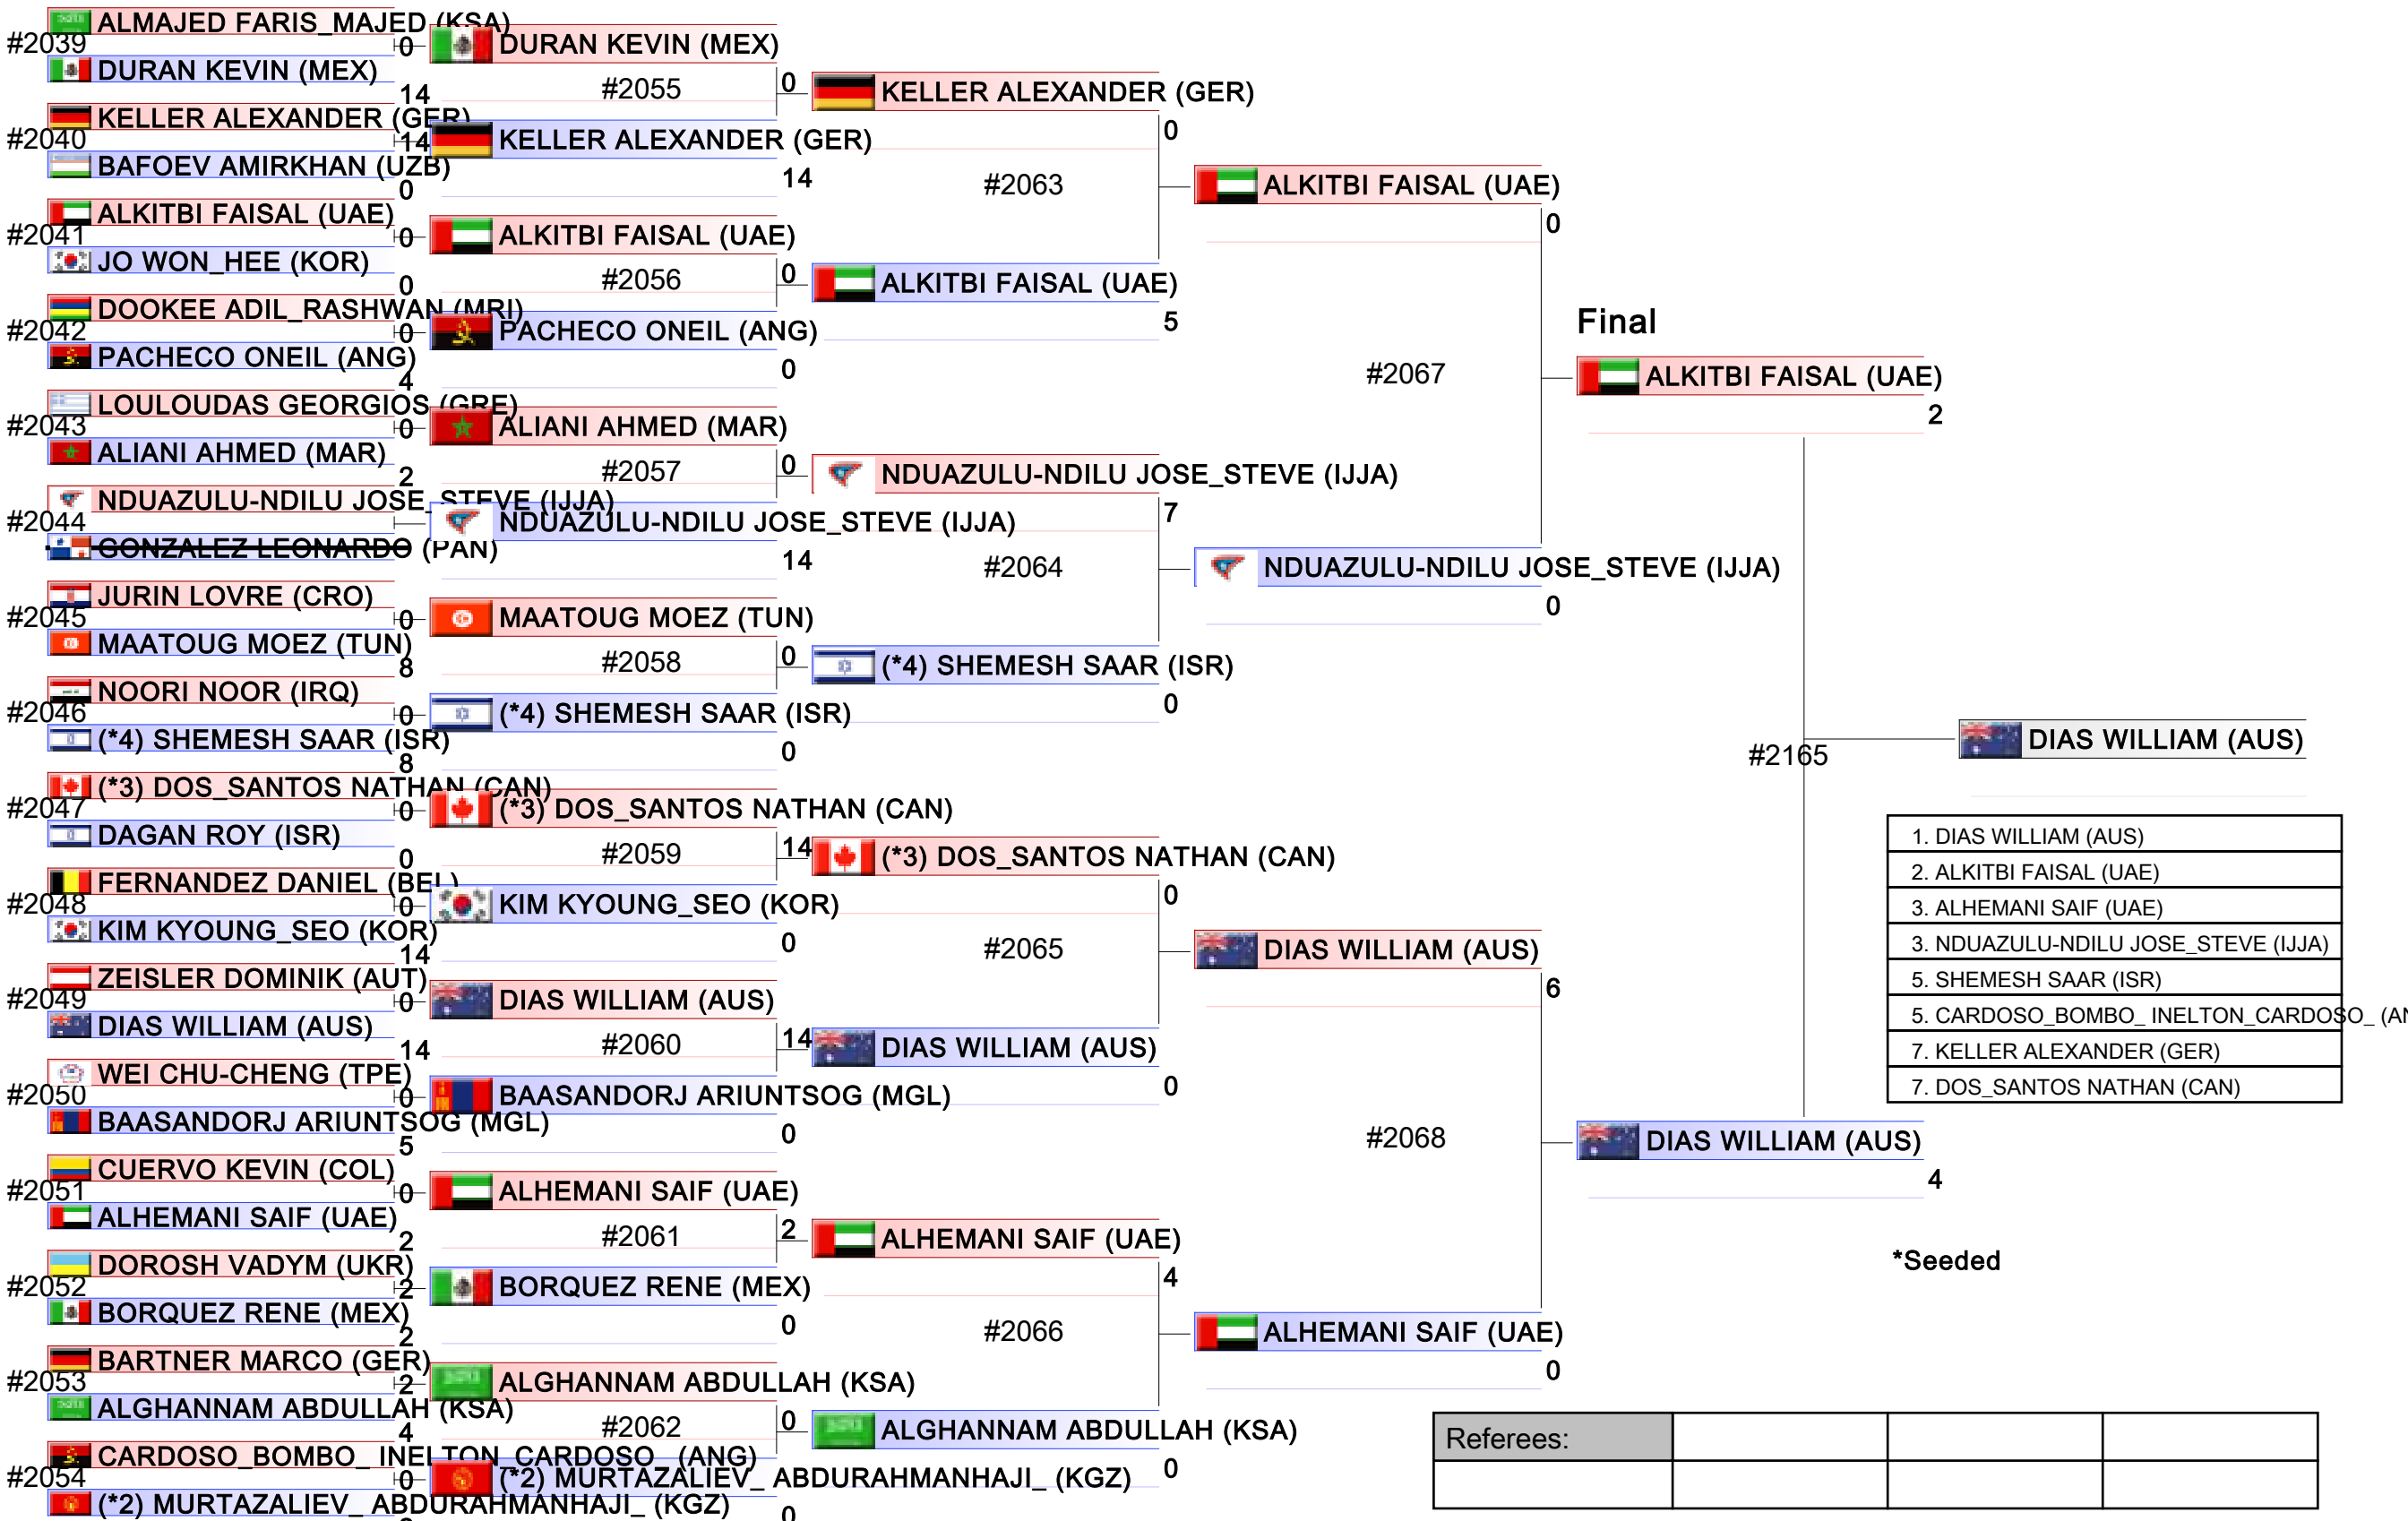 ALMAJED FARIS_MAJED (KSA)
#2039
0
DURAN KEVIN (MEX)
14
KELLER ALEXANDER (GER)
#2040
14
BAFOEV AMIRKHAN (UZB)
0
ALKITBI FAISAL (UAE)
#2041
0
JO WON_HEE (KOR)
0
DOOKEE ADIL_RASHWAN (MRI)
#2042
0
PACHECO ONEIL (ANG)
4
LOULOUDAS GEORGIOS (GRE)
#2043
0
ALIANI AHMED (MAR)
2
NDUAZULU-NDILU JOSE_STEVE (IJJA)
#2044
GONZALEZ LEONARDO (PAN)
JURIN LOVRE (CRO)
#2045
0
MAATOUG MOEZ (TUN)
8
NOORI NOOR (IRQ)
#2046
0
(*4) SHEMESH SAAR (ISR)
8
(*3) DOS_SANTOS NATHAN (CAN)
#2047
0
DAGAN ROY (ISR)
0
FERNANDEZ DANIEL (BEL)
#2048
0
KIM KYOUNG_SEO (KOR)
14
ZEISLER DOMINIK (AUT)
#2049
0
DIAS WILLIAM (AUS)
14
WEI CHU-CHENG (TPE)
#2050
0
BAASANDORJ ARIUNTSOG (MGL)
5
CUERVO KEVIN (COL)
#2051
0
ALHEMANI SAIF (UAE)
2
DOROSH VADYM (UKR)
#2052
2
BORQUEZ RENE (MEX)
2
BARTNER MARCO (GER)
#2053
2
ALGHANNAM ABDULLAH (KSA)
4
CARDOSO_BOMBO_ INELTON_CARDOSO_ (ANG)
#2054
0
(*2) MURTAZALIEV_ ABDURAHMANHAJI_ (KGZ)
DURAN KEVIN (MEX)
#2055
0
KELLER ALEXANDER (GER)
14
ALKITBI FAISAL (UAE)
#2056
0
PACHECO ONEIL (ANG)
0
ALIANI AHMED (MAR)
#2057
0
NDUAZULU-NDILU JOSE_STEVE (IJJA)
14
MAATOUG MOEZ (TUN)
#2058
0
(*4) SHEMESH SAAR (ISR)
0
(*3) DOS_SANTOS NATHAN (CAN)
#2059
14
KIM KYOUNG_SEO (KOR)
0
DIAS WILLIAM (AUS)
#2060
14
BAASANDORJ ARIUNTSOG (MGL)
0
ALHEMANI SAIF (UAE)
#2061
2
BORQUEZ RENE (MEX)
0
ALGHANNAM ABDULLAH (KSA)
#2062
0
(*2) MURTAZALIEV_ ABDURAHMANHAJI_ (KGZ)
0
KELLER ALEXANDER (GER)
0
#2063
ALKITBI FAISAL (UAE)
5
NDUAZULU-NDILU JOSE_STEVE (IJJA)
7
#2064
(*4) SHEMESH SAAR (ISR)
0
(*3) DOS_SANTOS NATHAN (CAN)
0
#2065
DIAS WILLIAM (AUS)
0
ALHEMANI SAIF (UAE)
4
#2066
ALGHANNAM ABDULLAH (KSA)
0
ALKITBI FAISAL (UAE)
0
#2067
NDUAZULU-NDILU JOSE_STEVE (IJJA)
0
DIAS WILLIAM (AUS)
6
#2068
ALHEMANI SAIF (UAE)
0
Final
ALKITBI FAISAL (UAE)
2
#2165
DIAS WILLIAM (AUS)
4
DIAS WILLIAM (AUS)
1. DIAS WILLIAM (AUS)
2. ALKITBI FAISAL (UAE)
3. ALHEMANI SAIF (UAE)
3. NDUAZULU-NDILU JOSE_STEVE (IJJA)
5. SHEMESH SAAR (ISR)
5. CARDOSO_BOMBO_ INELTON_CARDOSO_
7. KELLER ALEXANDER (GER)
7. DOS_SANTOS NATHAN (CAN)
*Seeded
Referees: